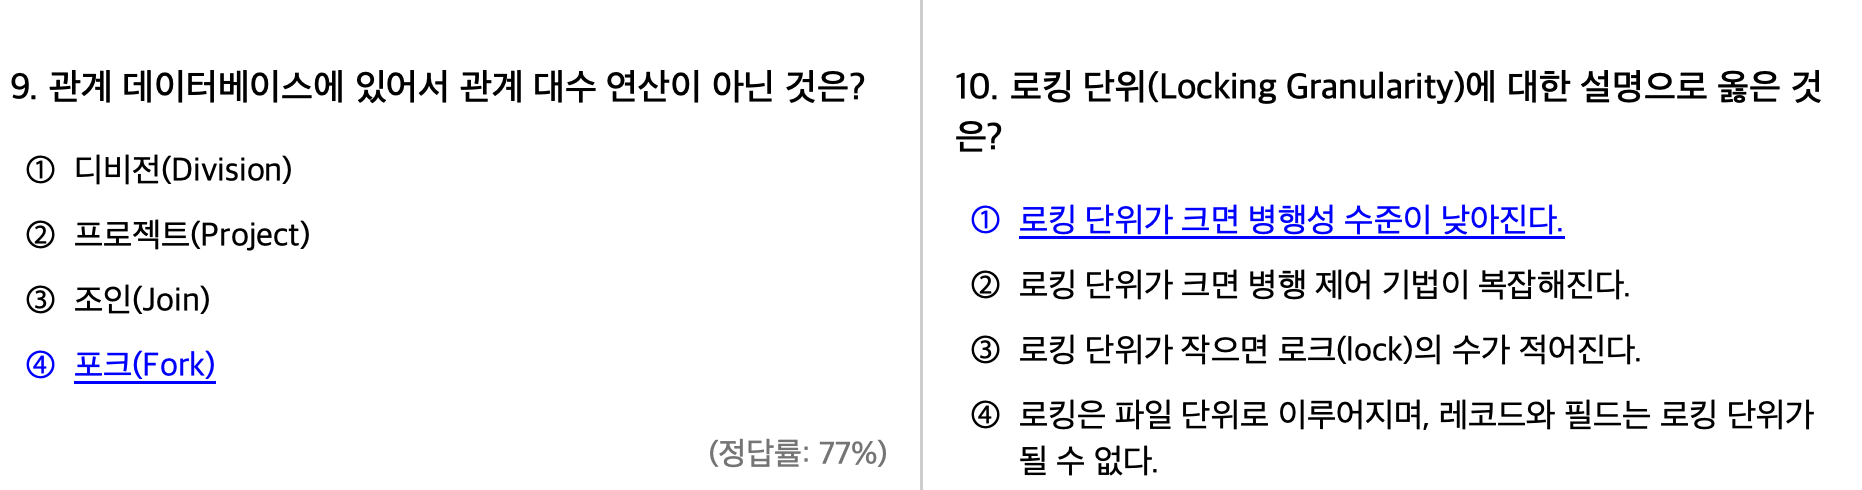 9. 관계 데이터베이스에 있어서 관계 대수 연산이 아닌 것은?
① 디비전(Division)
② 프로젝트(Project)
③ 조인(Join)
④ 포크(Fork)
(정답률: 77%)
10. 로킹 단위(Locking Granularity)에 대한 설명으로 옳은 것
은?
① 로킹 단위가 크면 병행성 수준이 낮아진다.
② 로킹 단위가 크면 병행 제어 기법이 복잡해진다.
③ 로킹 단위가 작으면 로크(lock)의 수가 적어진다.
④ 로킹은 파일 단위로 이루어지며, 레코드와 필드는 로킹 단위가
될 수 없다.